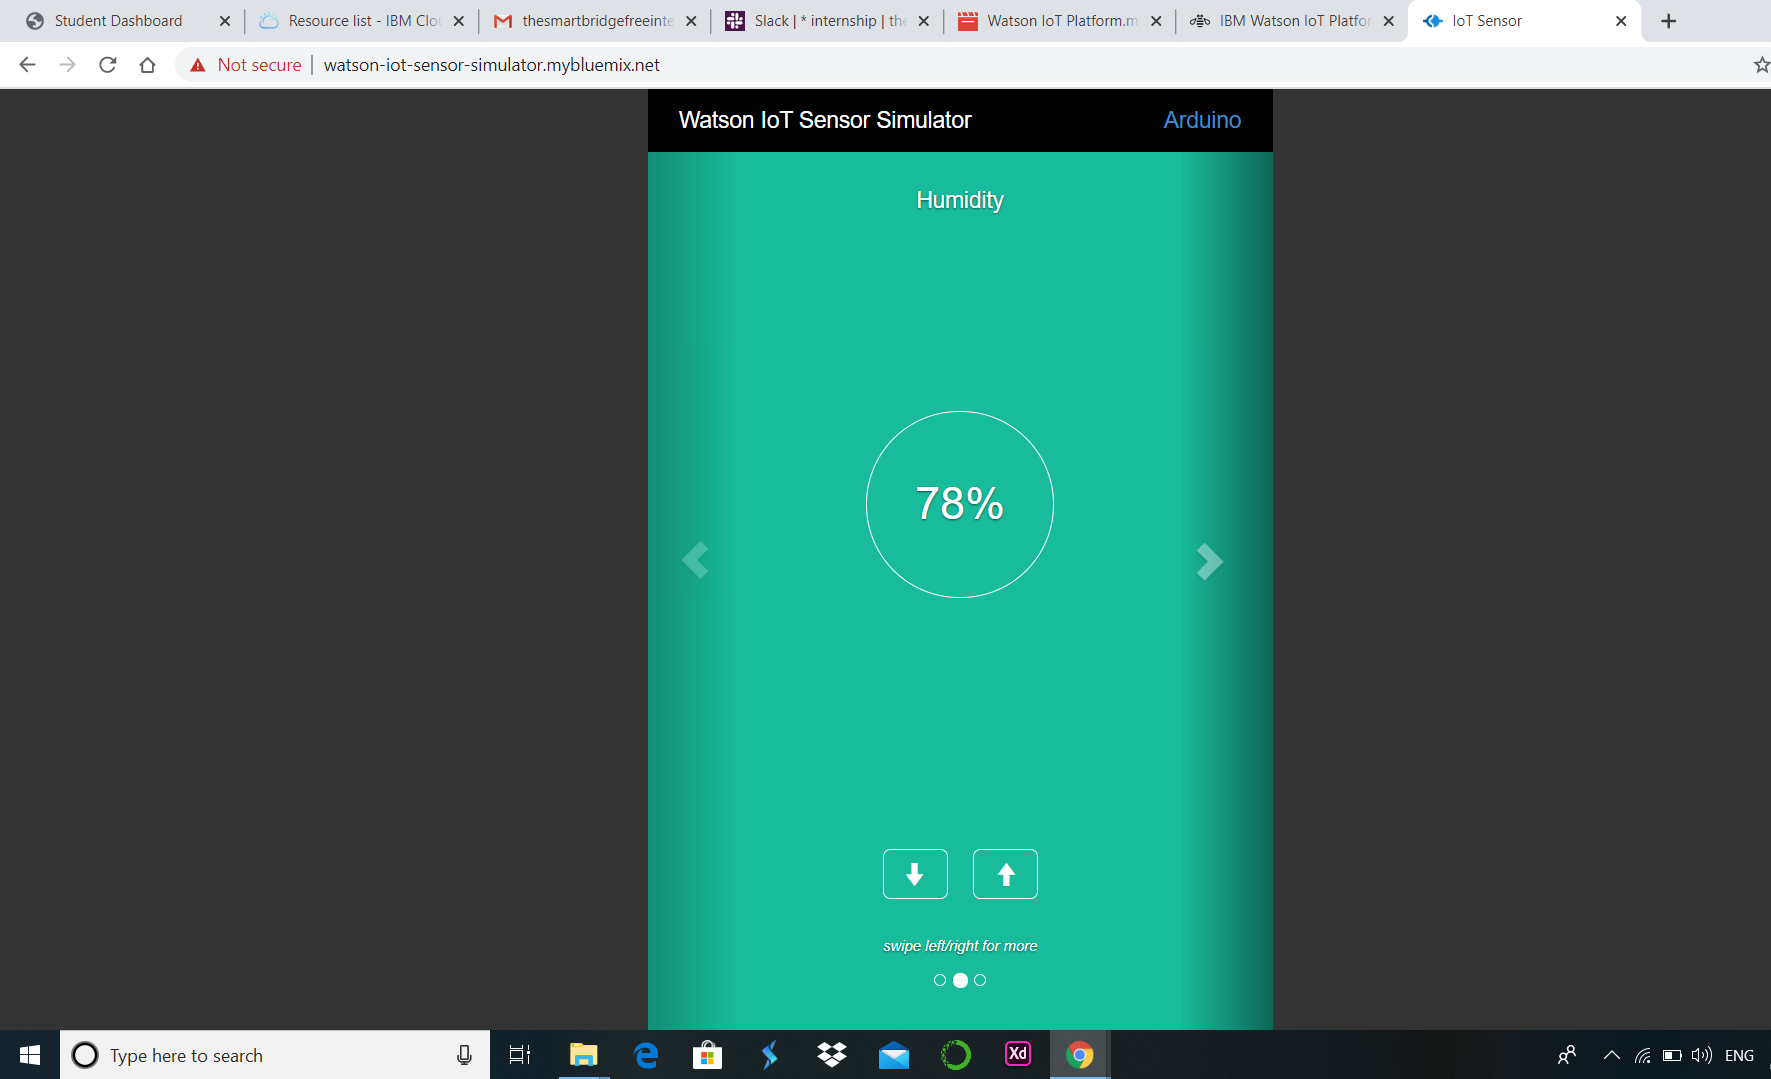 Student Dashboard
Resource list - IBM Clou
thesmartbridgefreeinte
Slack | * internship | the
Watson IoT Platform.m
IBM Watson IoT Platfor
IoT Sensor
Not secure | watson-iot-sensor-simulator.mybluemix.net
Watson IoT Sensor Simulator
Arduino
Humidity
78%
swipe left/right for more
Type here to search
Xd
ENG